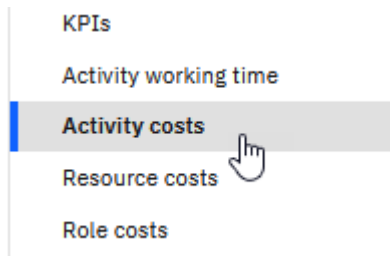 KPIs
Activity working time
Activity costs
Resource costs
Role costs